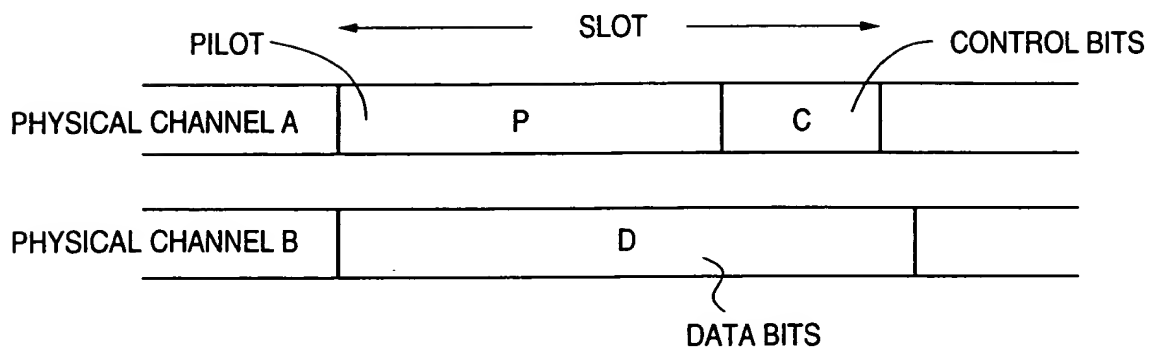 SLOT
PILOT
CONTROL BITS
PHYSICAL CHANNEL A
P
C
PHYSICAL CHANNEL B
D
DATA BITS